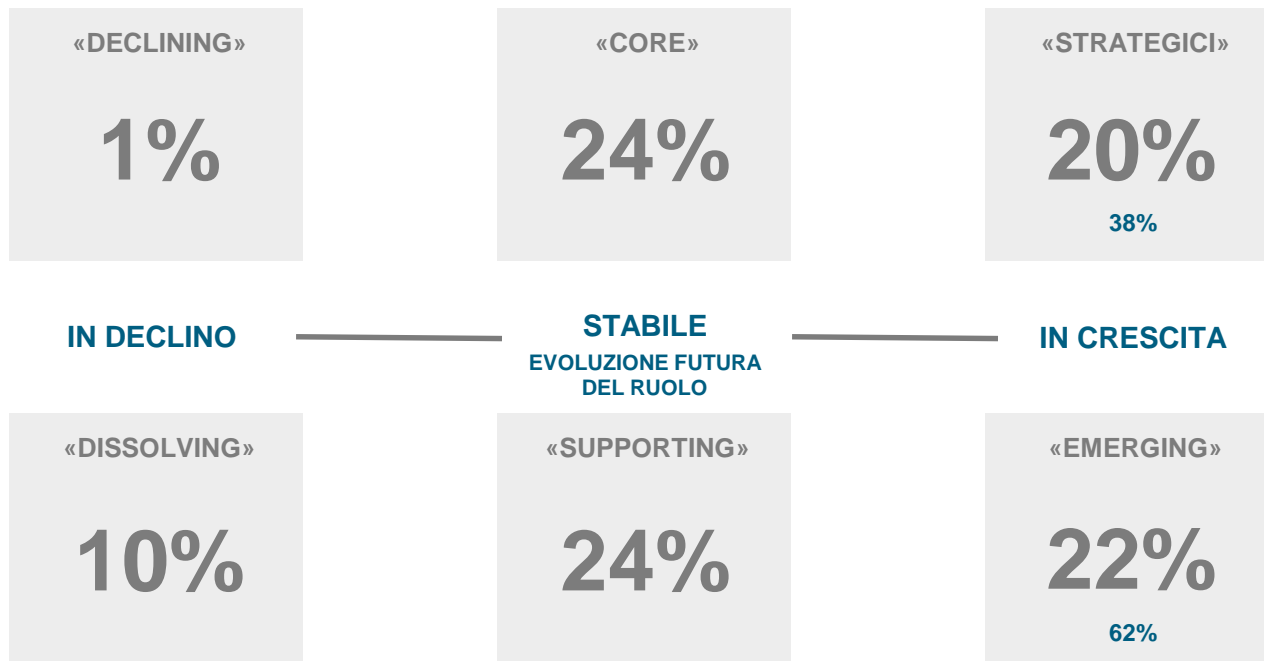 «DECLINING»
«CORE»
«STRATEGICI»
1%
24%
20%
38%
IN DECLINO
STABILE
EVOLUZIONE FUTURA
DEL RUOLO
IN CRESCITA
«DISSOLVING»
«SUPPORTING»
«EMERGING»
10%
24%
22%
62%